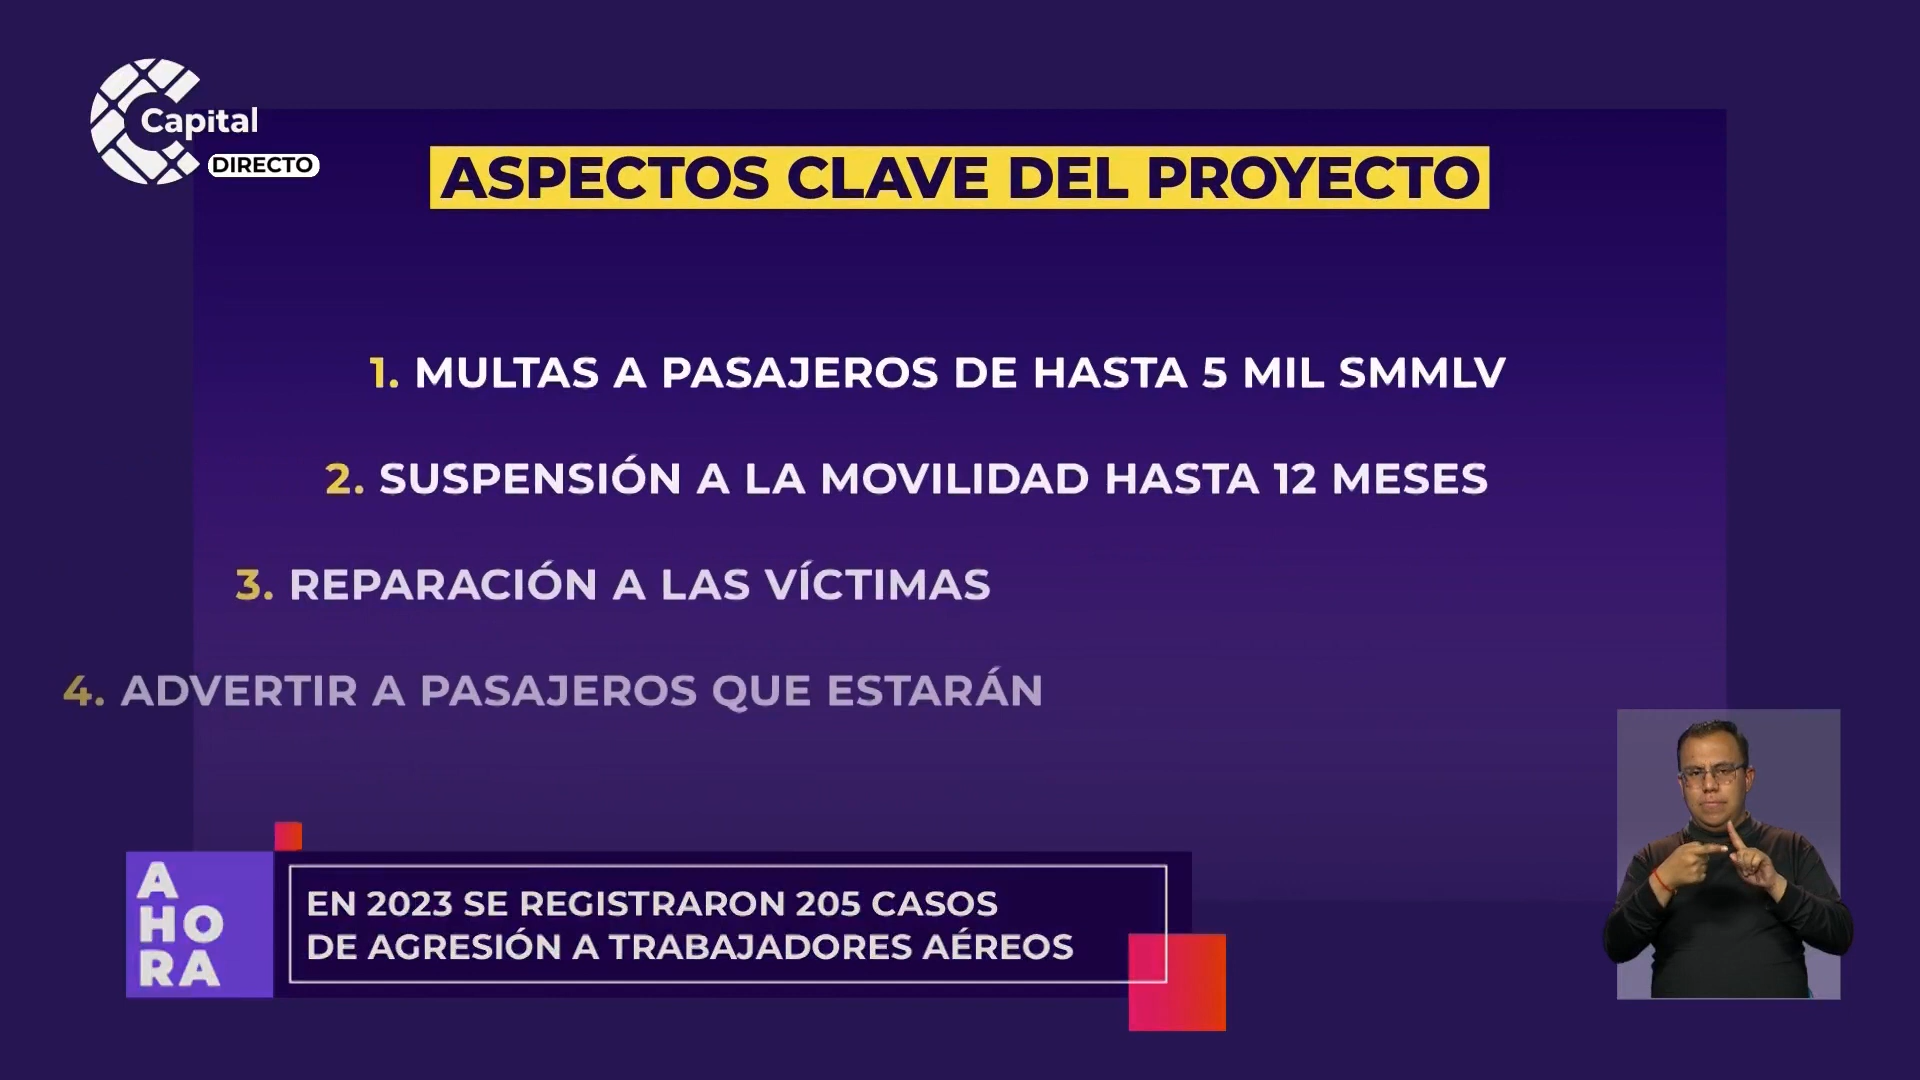 Capital
DIRECTO
ASPECTOS CLAVE DEL PROYECTO
1. MULTAS A PASAJEROS DE HASTA 5 MIL SMMLV
2. SUSPENSIÓN A LA MOVILIDAD HASTA 12 MESES
3. REPARACIÓN A LAS VÍCTIMAS
4. ADVERTIR A PASAJEROS QUE ESTARÁN
A
HO
RA
EN 2023 SE REGISTRARON 205 CASOS
DE AGRESIÓN A TRABAJADORES AÉREOS